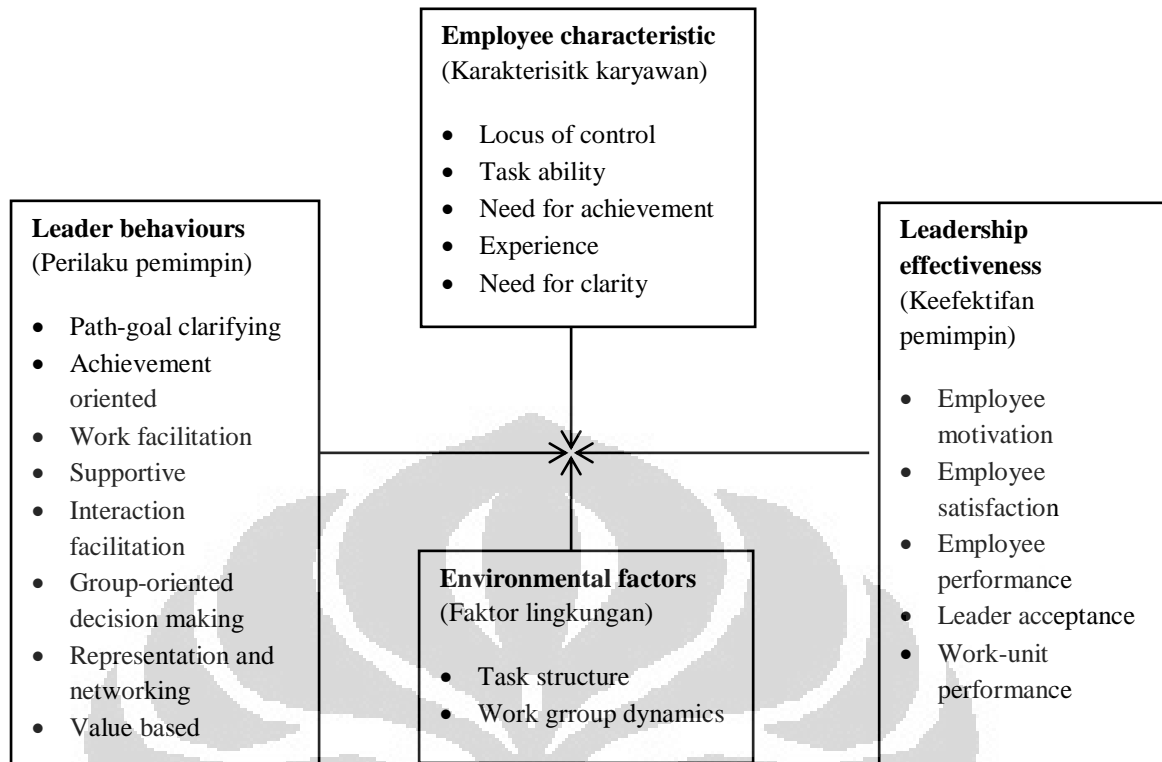 Employee characteristic
(Karakterisitk karyawan)
• Locus of control
• Task ability
• Need for achievement
• Experience
• Need for clarity
Leader behaviours
(Perilaku pemimpin)
• Path-goal clarifying
• Achievement
oriented
• Work facilitation
• Supportive
• Interaction
facilitation
• Group-oriented
decision making
• Representation and
networking
• Value based
Environmental factors
(Faktor lingkungan)
• Task structure
• Work grroup dynamics
Leadership
effectiveness
(Keefektifan
pemimpin)
• Employee
motivation
• Employee
satisfaction
• Employee
performance
• Leader acceptance
• Work-unit
performance